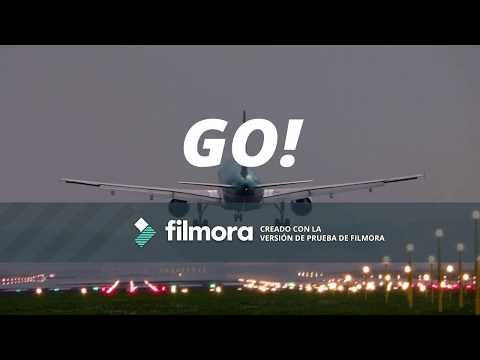 GO!
filmora
CREADO CON LA
VERSIÓN DE PRUEBA DE FILMORA